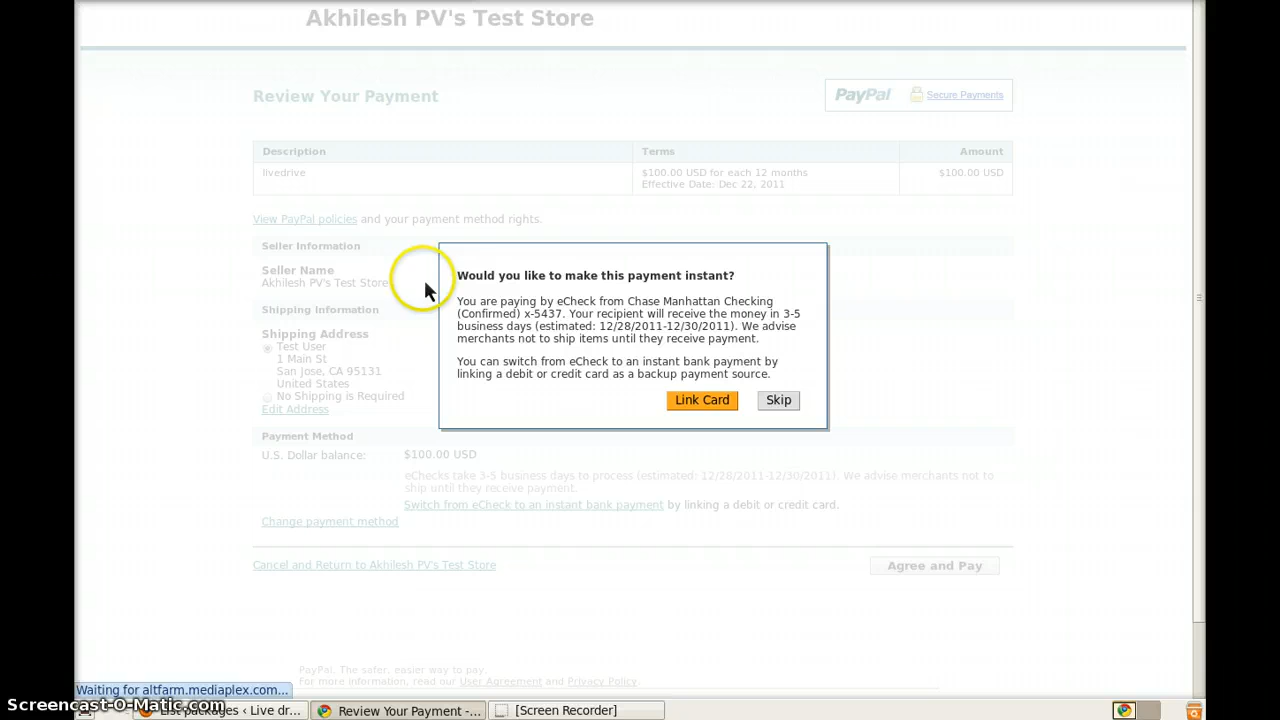 Akhilesh PV's Test Store
Review Your Payment
PayPal Secure Payments
Description Terms Amount
livedrive $100.00 USD for each 12 months $100.00 USD
Effective Date: Dec 22, 2011
View PayPal policies and your payment method rights.
Seller Information
Seller Name
Akhilesh PV's Test Store
Shipping Information
Shipping Address
Test User
1 Main St
San Jose, CA 95131
United States
No Shipping is Required
Edit Address
Would you like to make this payment instant?
You are paying by eCheck from Chase Manhattan Checking
(Confirmed) x-5437. Your recipient will receive the money in 3-5
business days (estimated: 12/28/2011-12/30/2011). We advise
merchants not to ship items until they receive payment.
You can switch from eCheck to an instant bank payment by
linking a debit or credit card as a backup payment source.
Link Card Skip
Payment Method
U.S. Dollar balance: $100.00 USD
eChecks take 3-5 business days to process (estimated: 12/28/2011-12/30/2011). We advise merchants not to
ship until they receive payment.
Switch from eCheck to an instant bank payment by linking a debit or credit card.
Change payment method
Cancel and Return to Akhilesh PV's Test Store Agree and Pay
PayPal. The safer, easier way to pay.
For more information, read our User Agreement and Privacy Policy.
Waiting for altfarm.mediaplex.com...
Screencast-O-Matic.com
List packages ‹ Live dr... Review Your Payment -... [Screen Recorder]